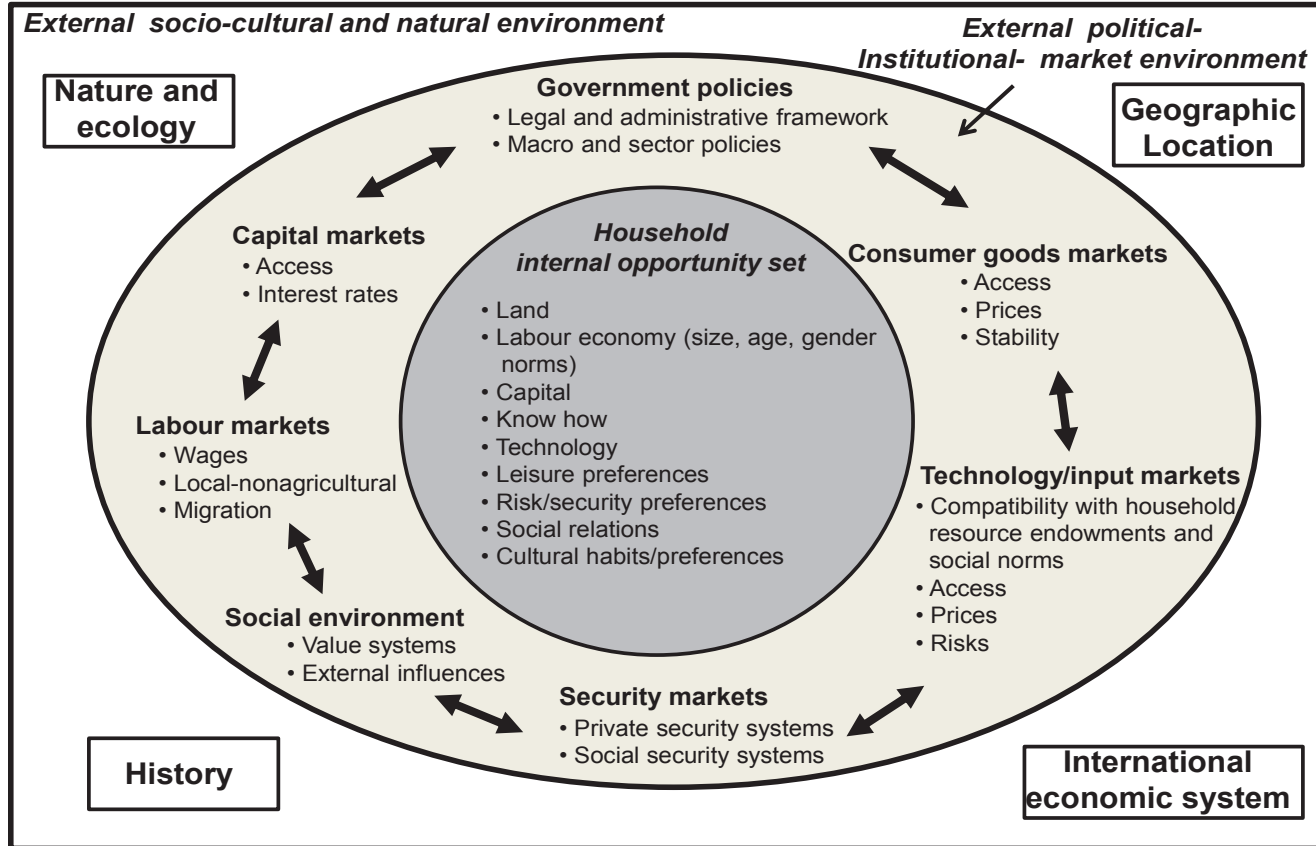 External socio-cultural and natural environment
External political-
Institutional- market environment
Nature and
ecology
Geographic
Location
Government policies
• Legal and administrative framework
• Macro and sector policies
Capital markets
• Access
• Interest rates
Household
internal opportunity set
• Land
• Labour economy (size, age, gender
norms)
• Capital
• Know how
• Technology
• Leisure preferences
• Risk/security preferences
• Social relations
• Cultural habits/preferences
Consumer goods markets
• Access
• Prices
• Stability
Labour markets
• Wages
• Local-nonagricultural
• Migration
Technology/input markets
• Compatibility with household
resource endowments and
social norms
• Access
• Prices
• Risks
Social environment
• Value systems
• External influences
Security markets
• Private security systems
• Social security systems
History
International
economic system